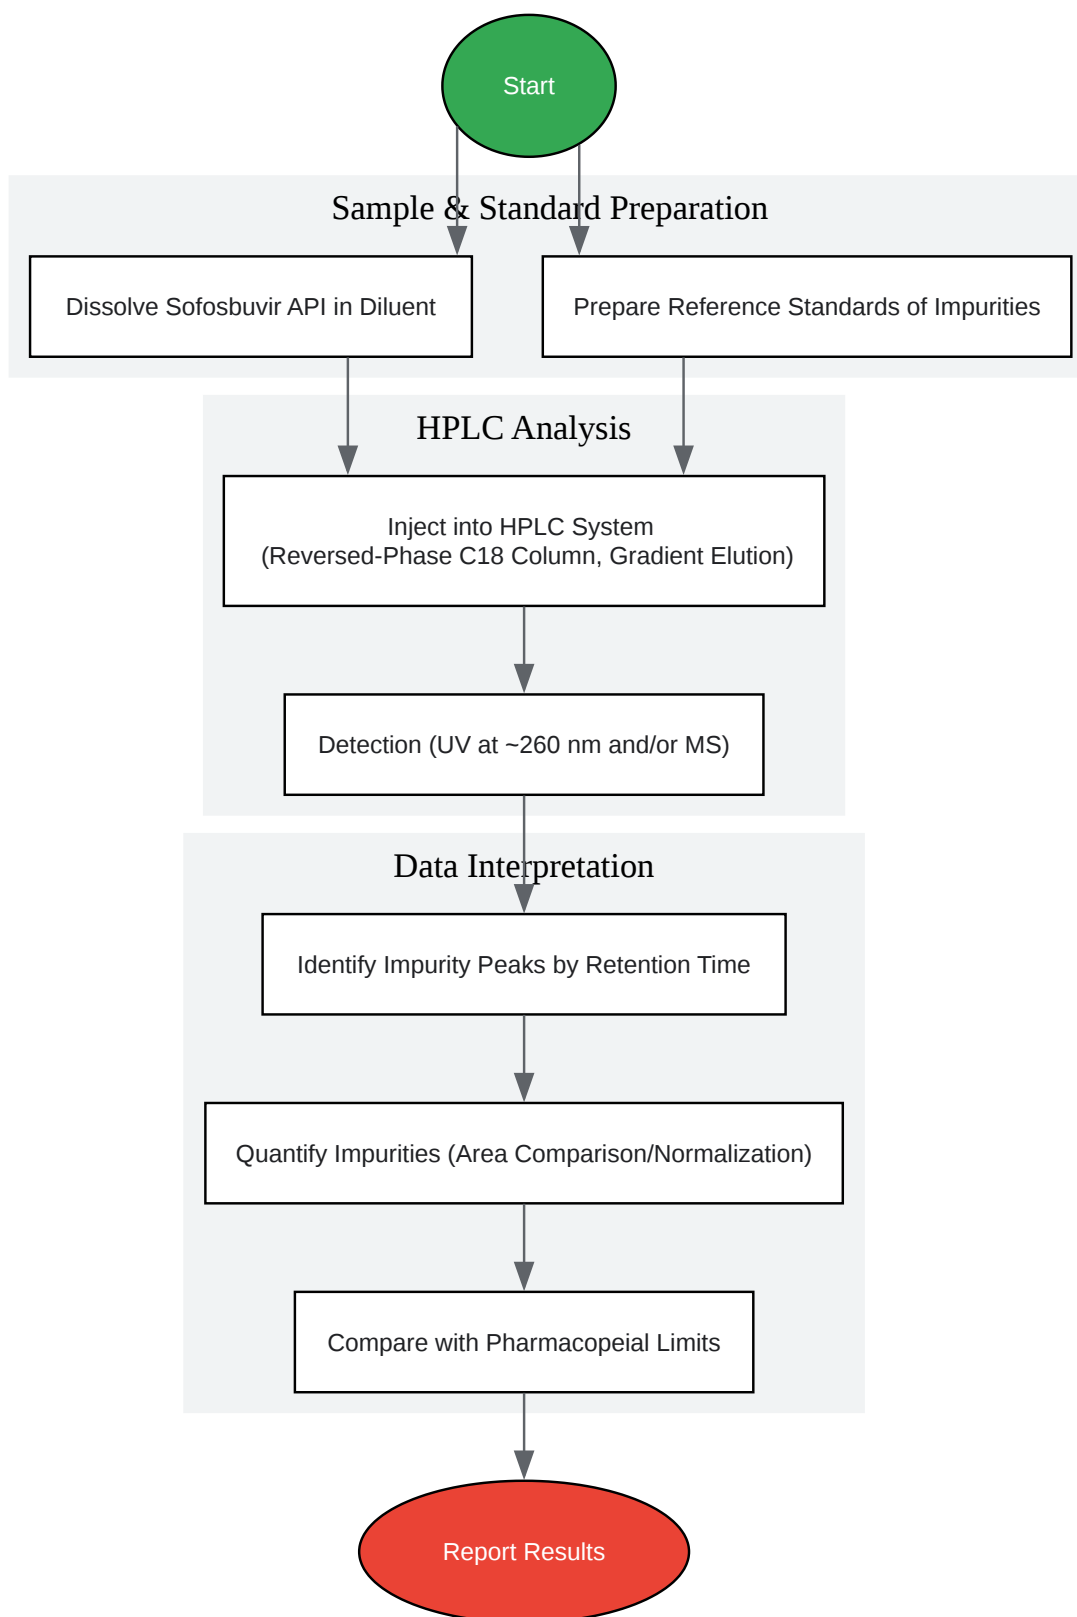 Start
Sample & Standard Preparation
Dissolve Sofosbuvir API in Diluent
Prepare Reference Standards of Impurities
HPLC Analysis
Inject into HPLC System
(Reversed-Phase C18 Column, Gradient Elution)
Detection (UV at ~260 nm and/or MS)
Data Interpretation
Identify Impurity Peaks by Retention Time
Quantify Impurities (Area Comparison/Normalization)
Compare with Pharmacopeial Limits
Report Results